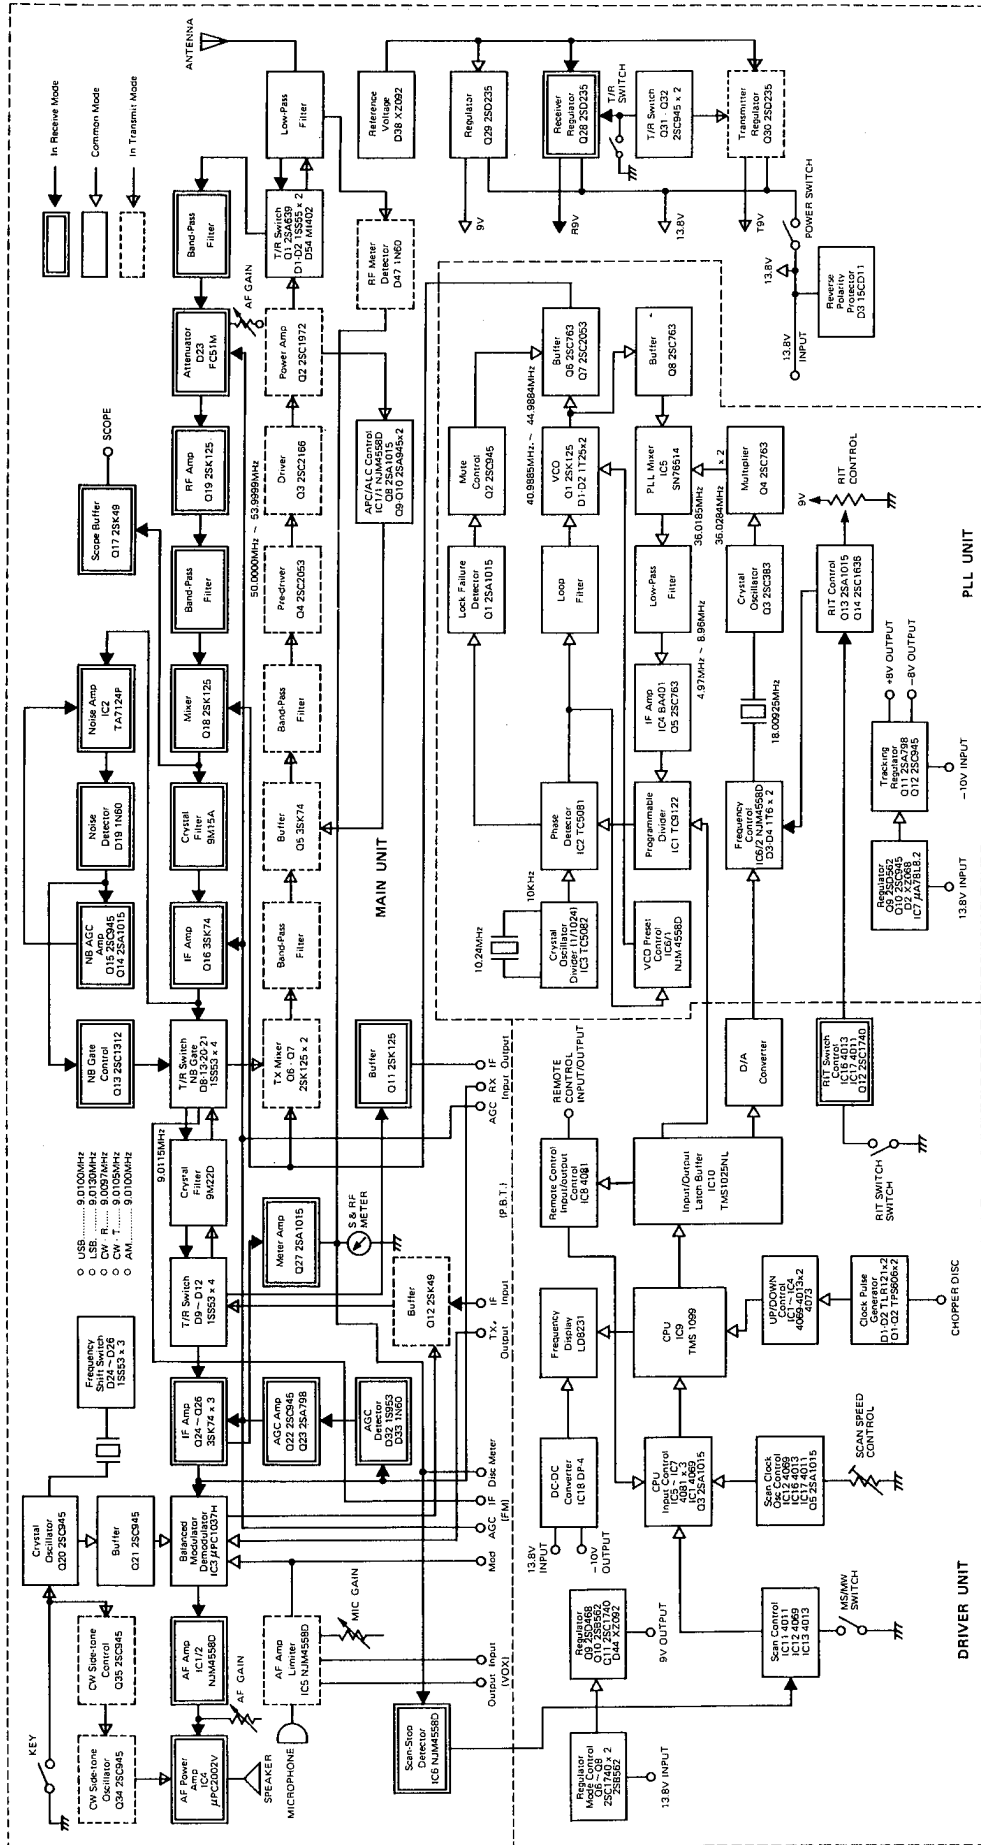 KEY
CW Side-tone
Oscillator
Q34 2SC945
CW Side-tone
Control
Q35 2SC945
Crystal
Oscillator
Q20 2SC945
Buffer
Q21 2SC945
Frequency
Shift Switch
D24 ~ D26
1SS53 x 3
USB........9.0100MHz
LSB........9.0130MHz
CW - R.....9.0097MHz
CW - T.....9.0105MHz
AM.........9.0100MHz
NB Gate
Control
Q13 2SC1312
NB AGC
Amp
Q15 2SC945
Q14 2SA1015
Noise
Detector
D19 1N60
Noise Amp
IC2
TA7124P
Scope Buffer
Q17 2SK49
SCOPE
In Receive Mode
Common Mode
In Transmit Mode
AF Power
Amp
IC4
µPC2002V
AF Amp
IC1/2
NJM4558D
Balanced
Modulator
Demodulator
IC3 µPC1037H
IF Amp
Q24 ~ Q26
3SK74 x 3
T/R Switch
D9 ~ D12
1SS53 x 4
Crystal
Filter
9M22D
9.0115MHz
T/R Switch
NB Gate
D8·13·20·21
1SS53 x 4
IF Amp
Q16 3SK74
Crystal
Filter
9M15A
Mixer
Q18 2SK125
Band-Pass
Filter
RF Amp
Q19 2SK125
Attenuator
D23
FC51M
Band-Pass
Filter
ANTENNA
SPEAKER
AF GAIN
AF GAIN
50.0000MHz ~ 53.9999MHz
MICROPHONE
AF Amp
Limiter
IC5 NJM4558D
MIC GAIN
AGC Amp
Q22 2SC945
Q23 2SA798
AGC
Detector
D32 1S953
D33 1N60
Meter Amp
Q27 2SA1015
S & RF
METER
Buffer
Q12 2SK49
TX Mixer
Q6 · Q7
2SK125 x 2
Band-Pass
Filter
Buffer
Q5 3SK74
Band-Pass
Filter
Pre-driver
Q4 2SC2053
Driver
Q3 2SC2166
Power Amp
Q2 2SC1972
T/R Switch
Q1 2SA639
D1·D2 1SS55 x 2
D54 MI402
Low-Pass
Filter
Buffer
Q11 2SK125
MAIN UNIT
APC/ALC Control
IC1/1 NJM4558D
Q8 2SA1015
Q9·Q10 2SA945x2
RF Meter
Detector
D47 1N60
Reference
Voltage
D38 XZ092
Output Input
(VOX)
Mod
AGC
IF
(FM)
Disc Meter
TX
Output
IF
Input
(P.B.T.)
AGC
RX
Input
IF
Output
Scan-Stop
Detector
IC6 NJM4558D
Regulator
Q29 2SD235
9V
Receiver
Regulator
Q28 2SD235
R9V
T/R
SWITCH
T/R Switch
Q31 · Q32
2SC945 x 2
13.8V
Transmitter
Regulator
Q30 2SD235
T9V
POWER SWITCH
13.8V
13.8V
INPUT
Reverse
Polarity
Protector
D3 15CD11
10.24MHz
10KHz
Crystal
Oscillator
Divider (1/1024)
IC3 TC5082
Phase
Detector
IC2 TC5081
Lock Failure
Detector
Q1 2SA1015
Mute
Control
Q2 2SC945
Loop
Filter
VCO
Q1 2SK125
D1·D2 1T25x2
40.9885MHz. ~ 44.9884MHz
Buffer
Q6 2SC763
Q7 2SC2053
Buffer
Q8 2SC763
VCO Preset
Control
IC6/1
NJM 4558D
Programmable
Divider
IC1 TC9122
IF Amp
IC4 BA401
Q5 2SC763
Low-Pass
Filter
4.97MHz ~ 8.96MHz
PLL Mixer
IC5
SN76514
36.0185MHz
36.0284MHz
x 2
Multiplier
Q4 2SC763
Crystal
Oscillator
Q3 2SC383
18.00925MHz
Frequency
Control
IC6/2 NJM4558D
D3·D4 1T6 x 2
RIT Control
Q13 2SA1015
Q14 2SC1635
9V
RIT
CONTROL
Regulator
Q9 2SD562
Q10 2SC945
D2 XZ068
IC7 µA78L8.2
13.8V INPUT
Tracking
Regulator
Q11 2SA798
Q12 2SC945
-10V INPUT
+8V OUTPUT
-8V OUTPUT
PLL UNIT
Regulator
Mode Control
Q6 ~ Q8
2SC1740 x 2
2SB562
13.8V INPUT
Regulator
Q9 2SD468
Q10 2SB562
C11 2SC1740
D44 XZ092
9V OUTPUT
13.8V
INPUT
-10V
OUTPUT
DC-DC
Converter
IC18 DP-4
Frequency
Display
LD8231
Remote Control
Input/output
Control
IC8 4081
REMOTE
CONTROL
INPUT/OUTPUT
CPU
Input Control
IC5 ~ IC7
4081 x 3
IC14 4069
Q3 2SA1015
CPU
IC9
TMS 1099
Input/Output
Latch Buffer
IC10
TMS1025NL
D/A
Converter
Scan Control
IC11 4011
IC12 4069
IC13 4013
MS/MW
SWITCH
Scan Clock
Osc Control
IC12 4069
IC16 4013
IC17 4011
Q5 2SA1015
SCAN SPEED
CONTROL
UP/DOWN
Control
IC1 ~ IC4
4069·4013x2
4073
Clock Pulse
Generator
D1·D2 TLR121x2
Q1·Q2 TPS606x2
CHOPPER DISC
RIT Switch
Control
IC16 4013
IC17 4011
Q12 2SC1740
RIT SWITCH
SWITCH
DRIVER UNIT